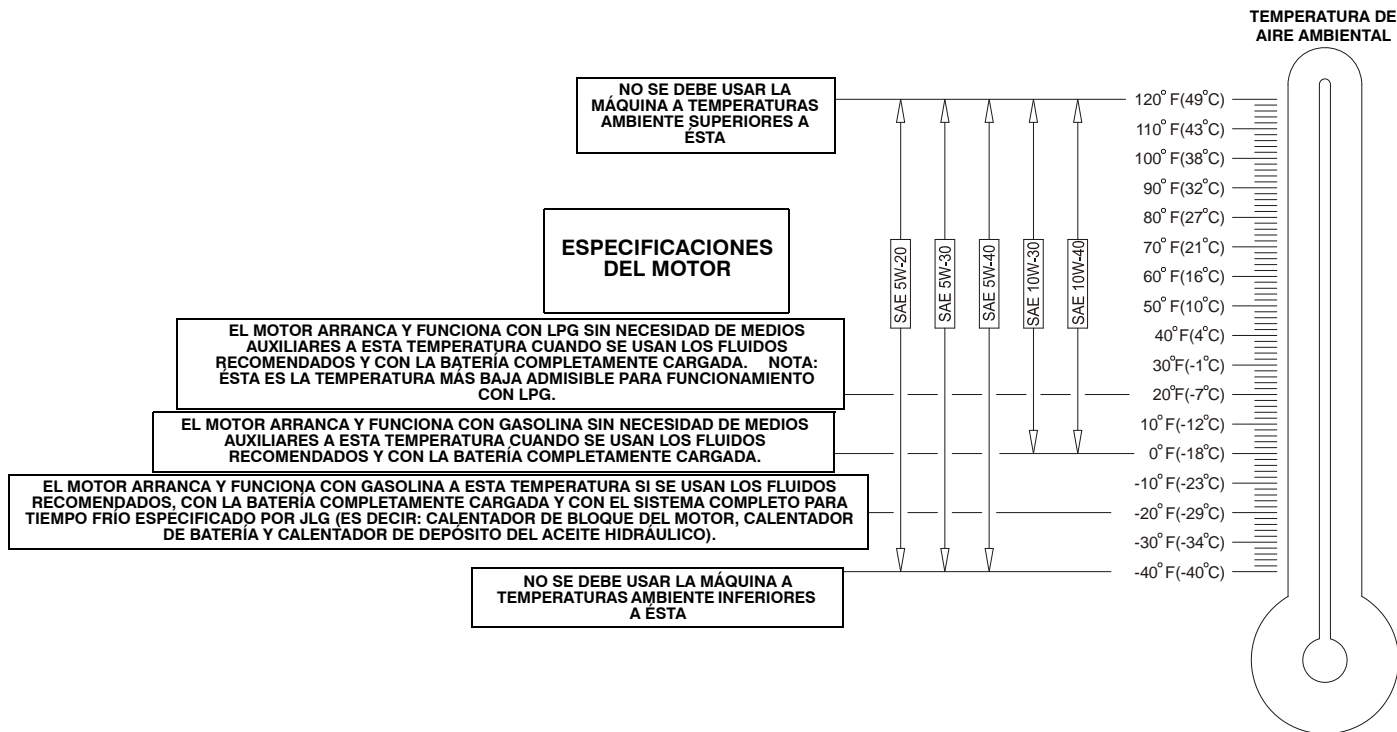 TEMPERATURA DE
AIRE AMBIENTAL
NO SE DEBE USAR LA
MÁQUINA A TEMPERATURAS
AMBIENTE SUPERIORES A
ÉSTA
ESPECIFICACIONES
DEL MOTOR
EL MOTOR ARRANCA Y FUNCIONA CON LPG SIN NECESIDAD DE MEDIOS
AUXILIARES A ESTA TEMPERATURA CUANDO SE USAN LOS FLUIDOS
RECOMENDADOS Y CON LA BATERÍA COMPLETAMENTE CARGADA. NOTA:
ÉSTA ES LA TEMPERATURA MÁS BAJA ADMISIBLE PARA FUNCIONAMIENTO
CON LPG.
EL MOTOR ARRANCA Y FUNCIONA CON GASOLINA SIN NECESIDAD DE MEDIOS
AUXILIARES A ESTA TEMPERATURA CUANDO SE USAN LOS FLUIDOS
RECOMENDADOS Y CON LA BATERÍA COMPLETAMENTE CARGADA.
EL MOTOR ARRANCA Y FUNCIONA CON GASOLINA A ESTA TEMPERATURA SI SE USAN LOS FLUIDOS
RECOMENDADOS, CON LA BATERÍA COMPLETAMENTE CARGADA Y CON EL SISTEMA COMPLETO PARA
TIEMPO FRÍO ESPECIFICADO POR JLG (ES DECIR: CALENTADOR DE BLOQUE DEL MOTOR, CALENTADOR
DE BATERÍA Y CALENTADOR DE DEPÓSITO DEL ACEITE HIDRÁULICO).
NO SE DEBE USAR LA MÁQUINA A
TEMPERATURAS AMBIENTE INFERIORES
A ÉSTA
SAE 5W-20
SAE 5W-30
SAE 5W-40
SAE 10W-30
SAE 10W-40
120° F(49°C)
110° F(43°C)
100° F(38°C)
90° F(32°C)
80° F(27°C)
70° F(21°C)
60° F(16°C)
50° F(10°C)
40° F(4°C)
30°F(-1°C)
20°F(-7°C)
10° F(-12°C)
0° F(-18°C)
-10° F(-23°C)
-20° F(-29°C)
-30° F(-34°C)
-40° F(-40°C)